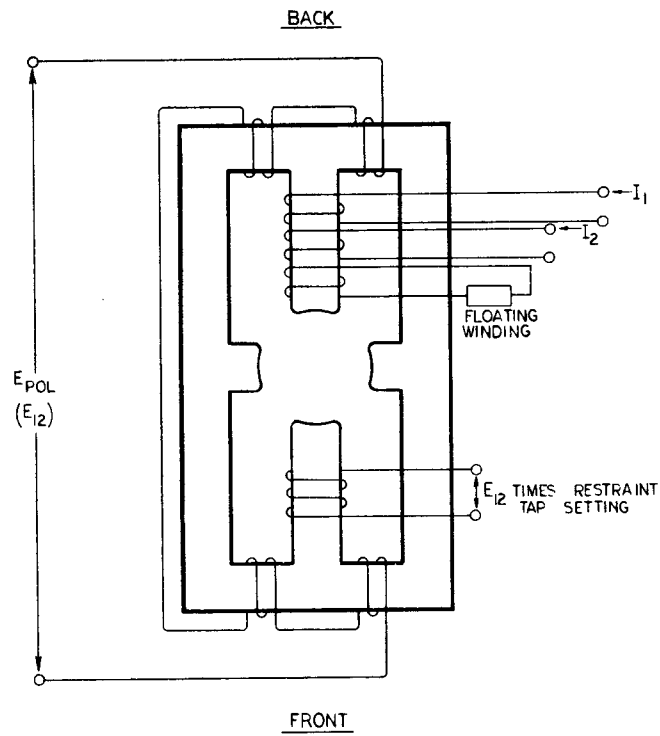 BACK
I1
I2
FLOATING
WINDING
EPOL
(E12)
E12 TIMES RESTRAINT
TAP SETTING
FRONT